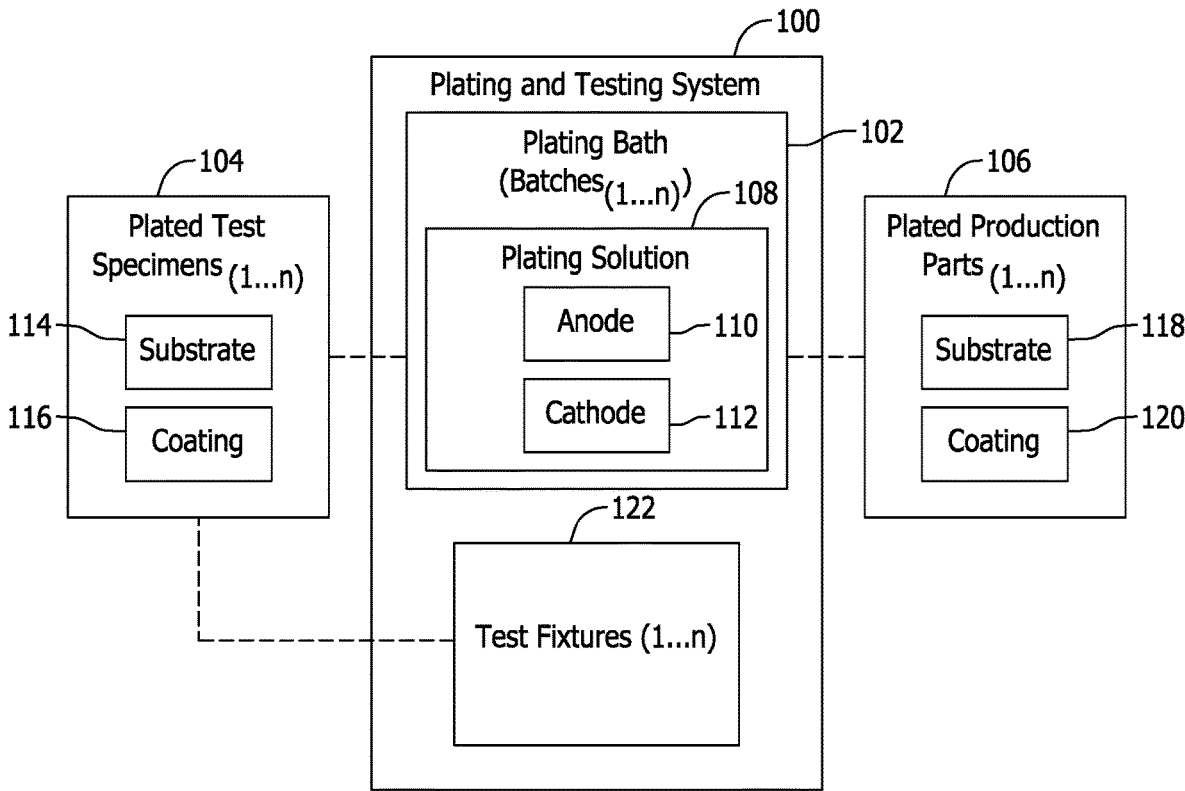 100
Plating and Testing System
102
Plating Bath
(Batches(1...n))
104
Plated Test
Specimens(1...n)
106
Plated Production
Parts(1...n)
108
Plating Solution
Anode
110
Cathode
112
114
Substrate
116
Coating
118
Substrate
120
Coating
122
Test Fixtures (1...n)